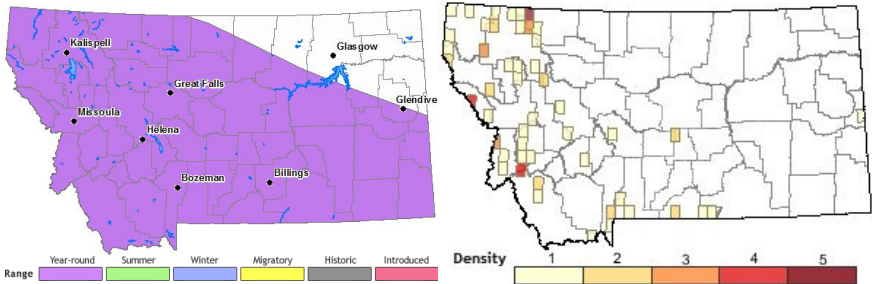 Kalispell
Glasgow
Great Falls
Glendive
Missoula
Helena
Bozeman
Billings
Year-round Summer Winter Migratory Historic Introduced
Range
Density
1 2 3 4 5